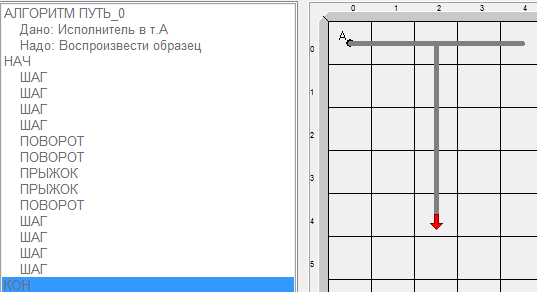 АЛГОРИТМ ПУТЬ_0
Дано: Исполнитель в т.А
Надо: Воспроизвести образец
НАЧ
ШАГ
ШАГ
ШАГ
ШАГ
ПОВОРОТ
ПОВОРОТ
ПРЫЖОК
ПРЫЖОК
ПОВОРОТ
ШАГ
ШАГ
ШАГ
ШАГ
КОН
0 1 2 3 4
A
0
1
2
3
4
5